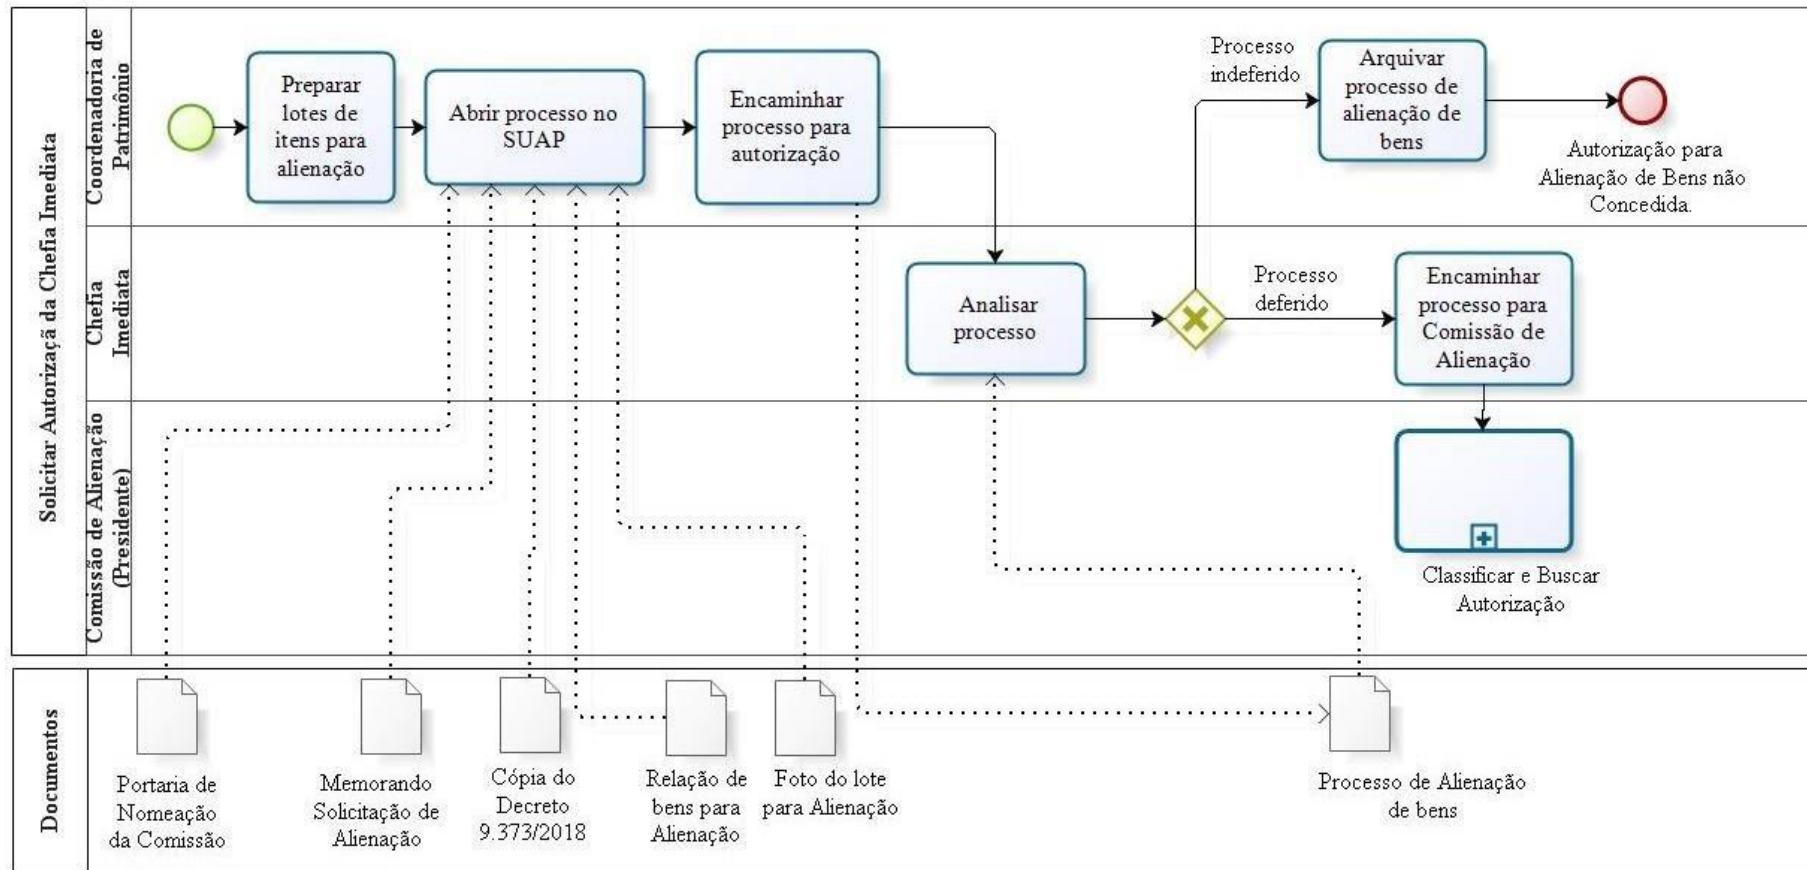 Solicitar Autorizaçã da Chefia Imediata
Coordenadoria de
Patrimônio
Preparar
lotes de
itens para
alienação
Abrir processo no
SUAP
Encaminhar
processo para
autorização
Processo
indeferido
Arquivar
processo de
alienação de
bens
Autorização para
Alienação de Bens não
Concedida.
Chefia
Imediata
Analisar
processo
Processo
deferido
Encaminhar
processo para
Comissão de
Alienação
Comissão de Alienação
(Presidente)
Classificar e Buscar
Autorização
Documentos
Portaria de
Nomeação
da Comissão
Memorando
Solicitação de
Alienação
Cópia do
Decreto
9.373/2018
Relação de
bens para
Alienação
Foto do lote
para Alienação
Processo de Alienação
de bens